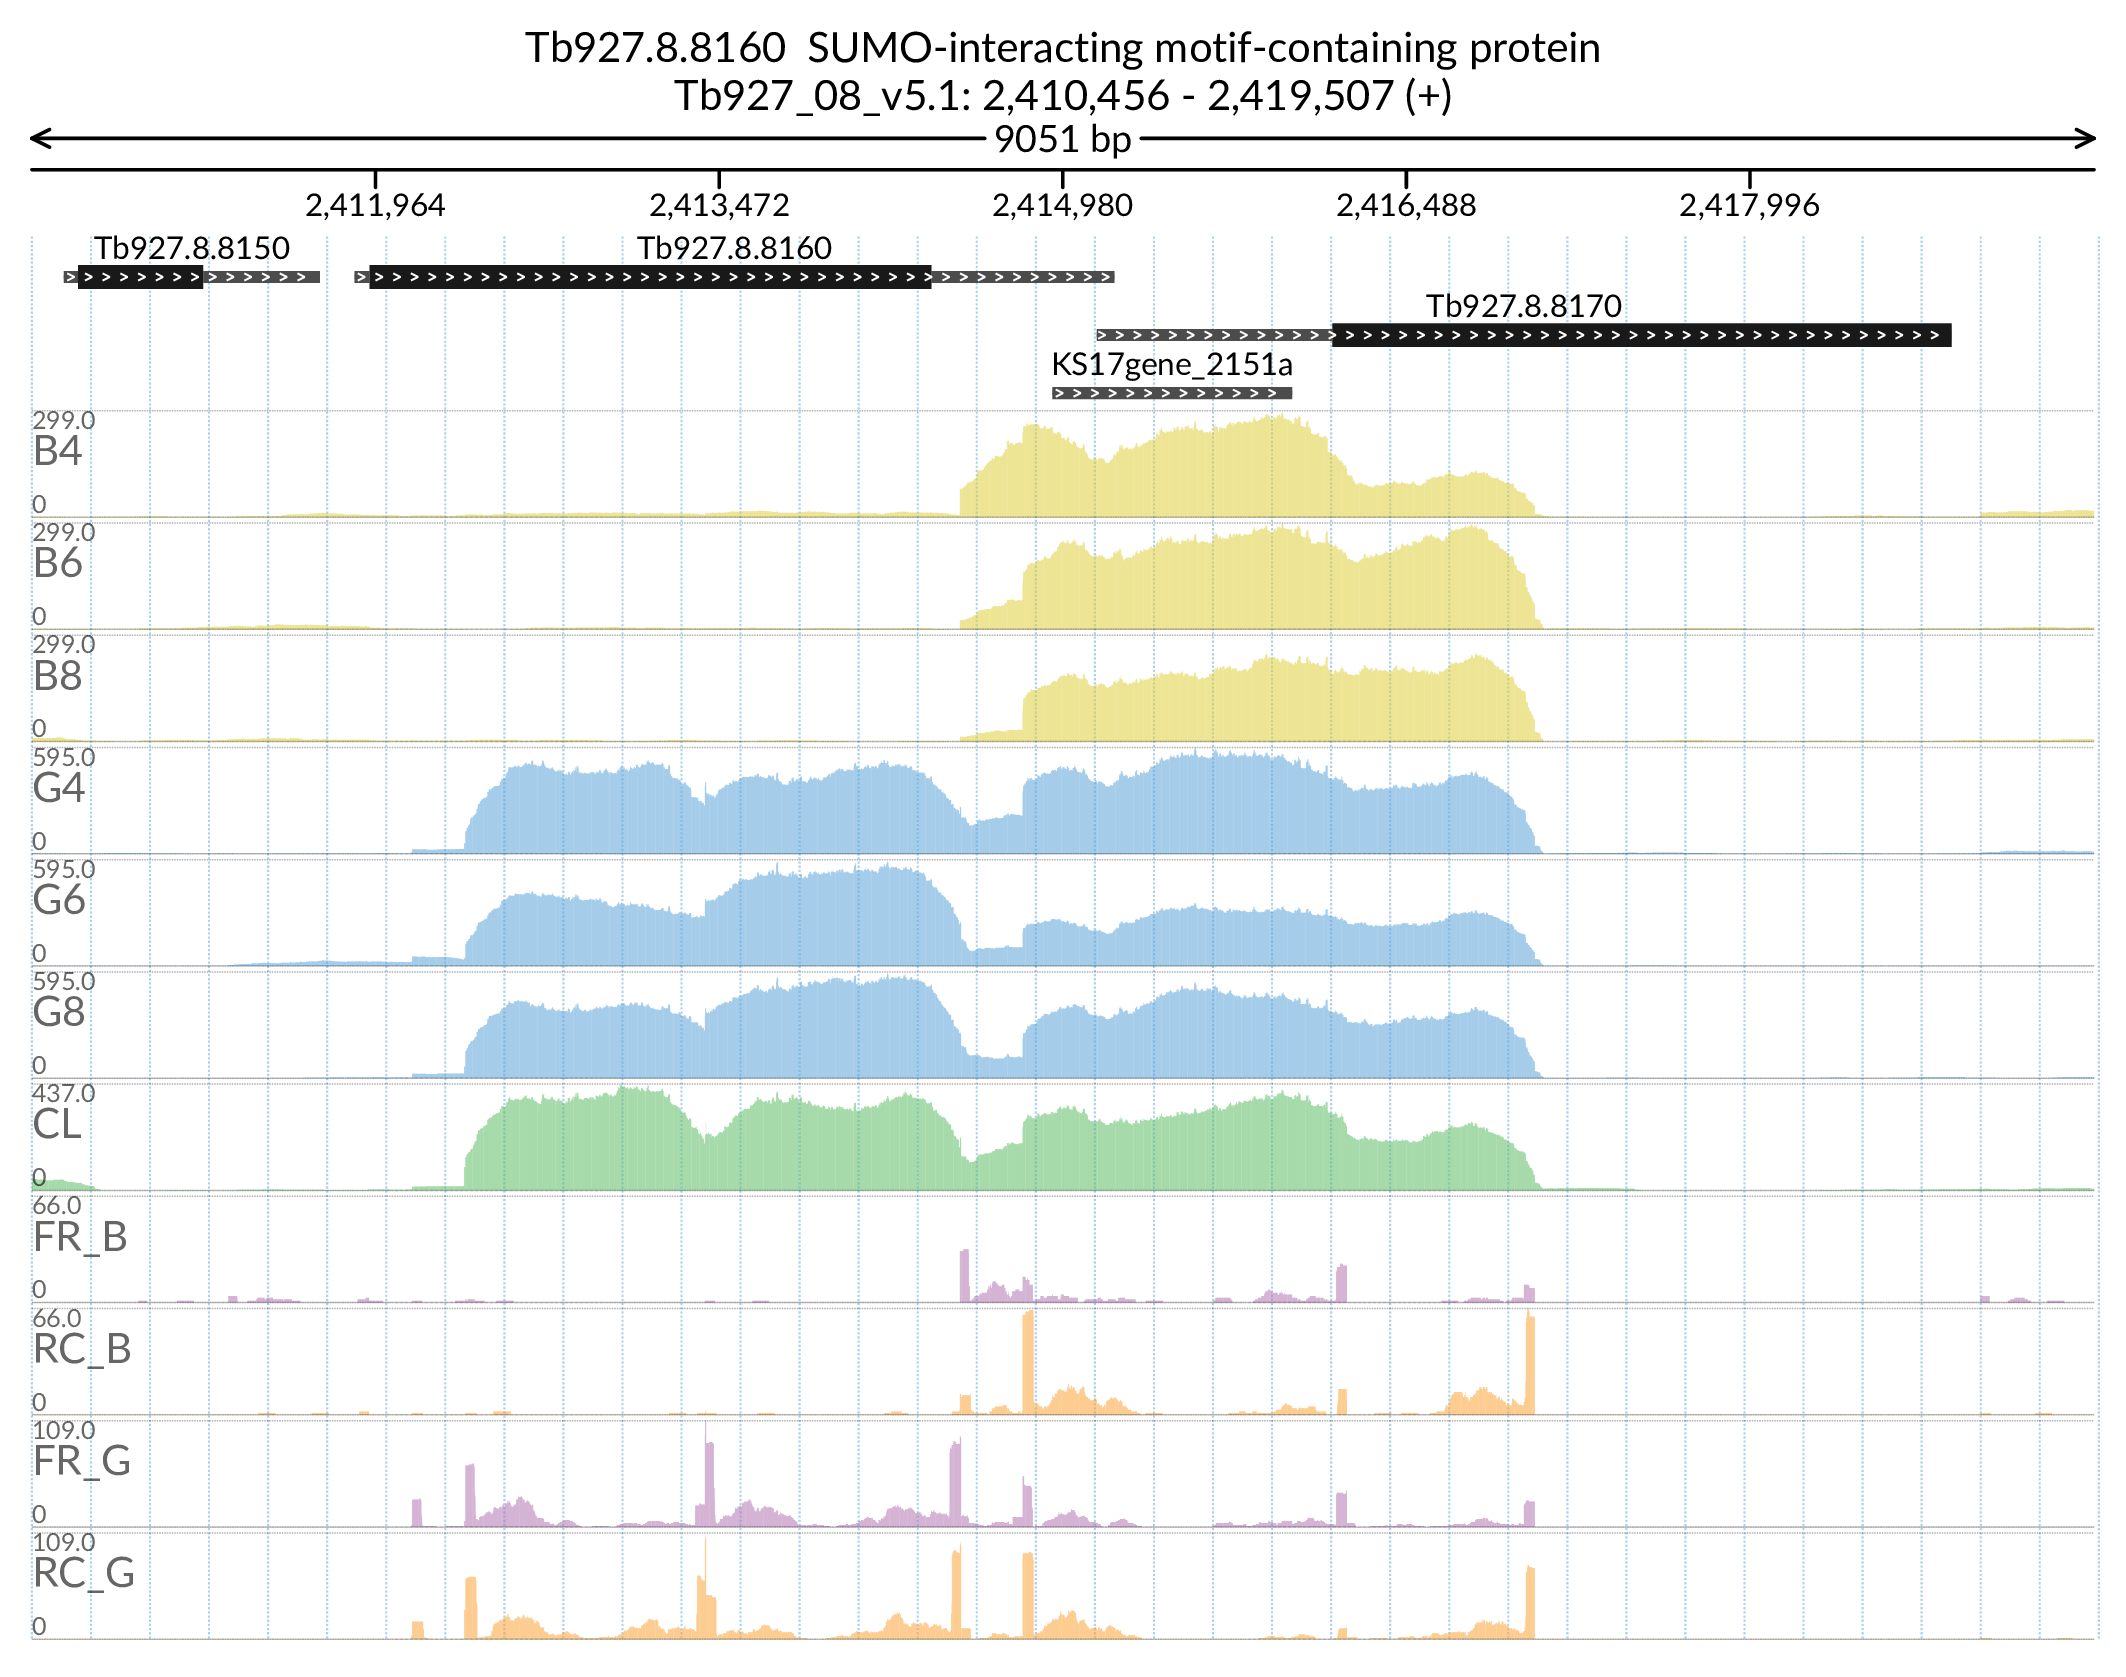 Tb927.8.8160  SUMO-interacting motif-containing protein
Tb927_08_v5.1: 2,410,456 - 2,419,507 (+)
9051 bp
2,411,964 2,413,472 2,414,980 2,416,488 2,417,996
Tb927.8.8150 Tb927.8.8160
Tb927.8.8170
KS17gene_2151a
299.0
B4
0
299.0
B6
0
299.0
B8
0
595.0
G4
0
595.0
G6
0
595.0
G8
0
437.0
CL
0
66.0
FR_B
0
66.0
RC_B
0
109.0
FR_G
0
109.0
RC_G
0